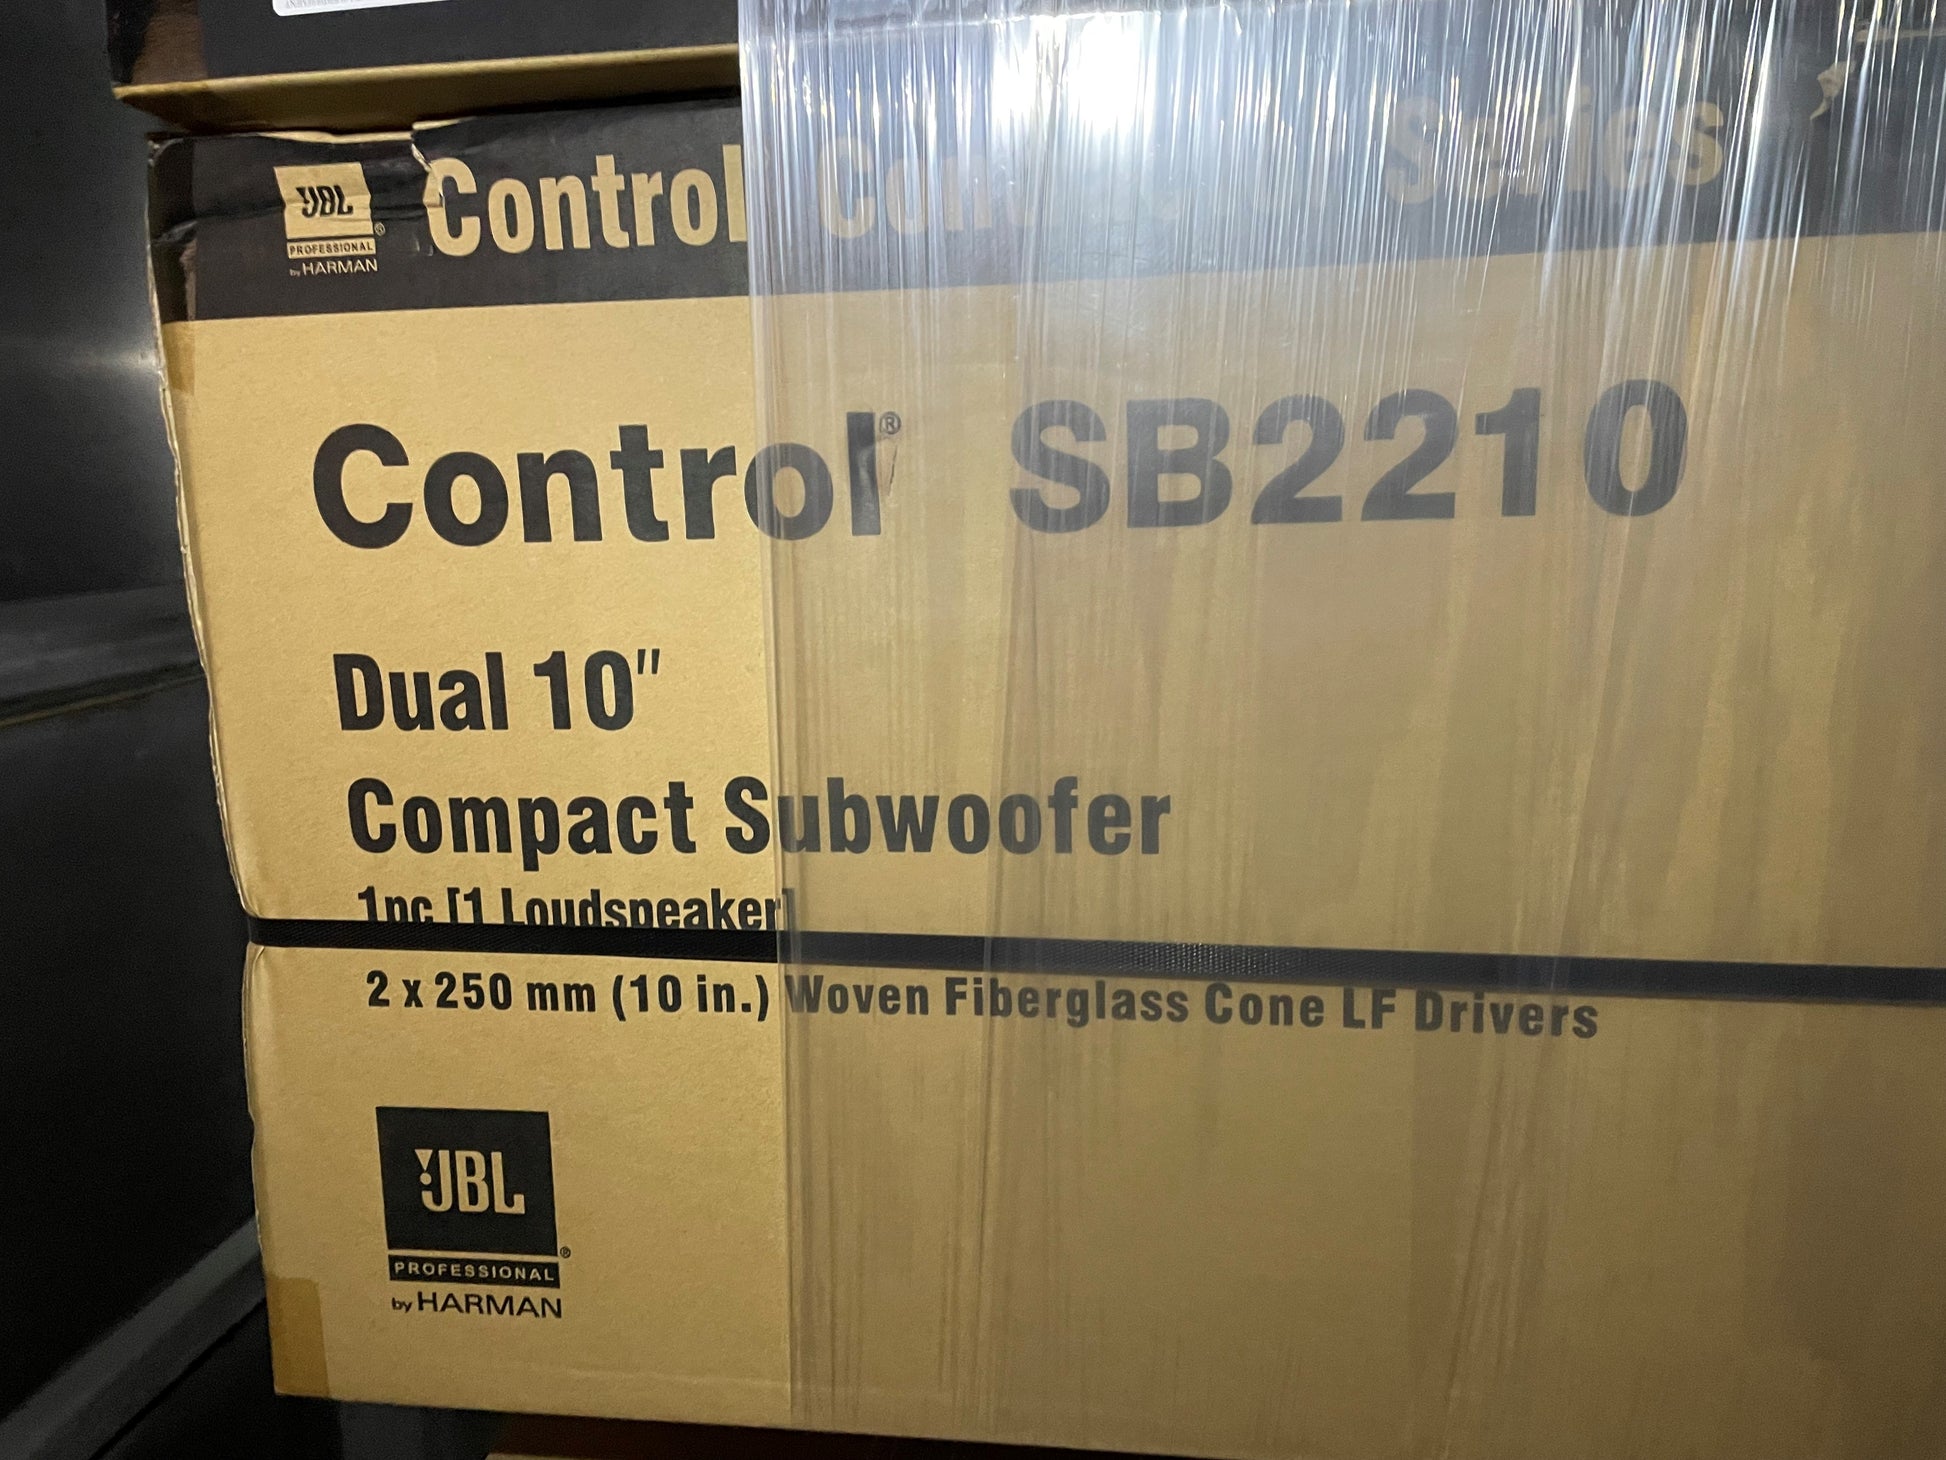 JBL
PROFESSIONAL®
by HARMAN
Control Series
Control® SB2210
Dual 10"
Compact Subwoofer
1pc [1 Loudspeaker]
2 x 250 mm (10 in.) Woven Fiberglass Cone LF Drivers
JBL
PROFESSIONAL®
by HARMAN